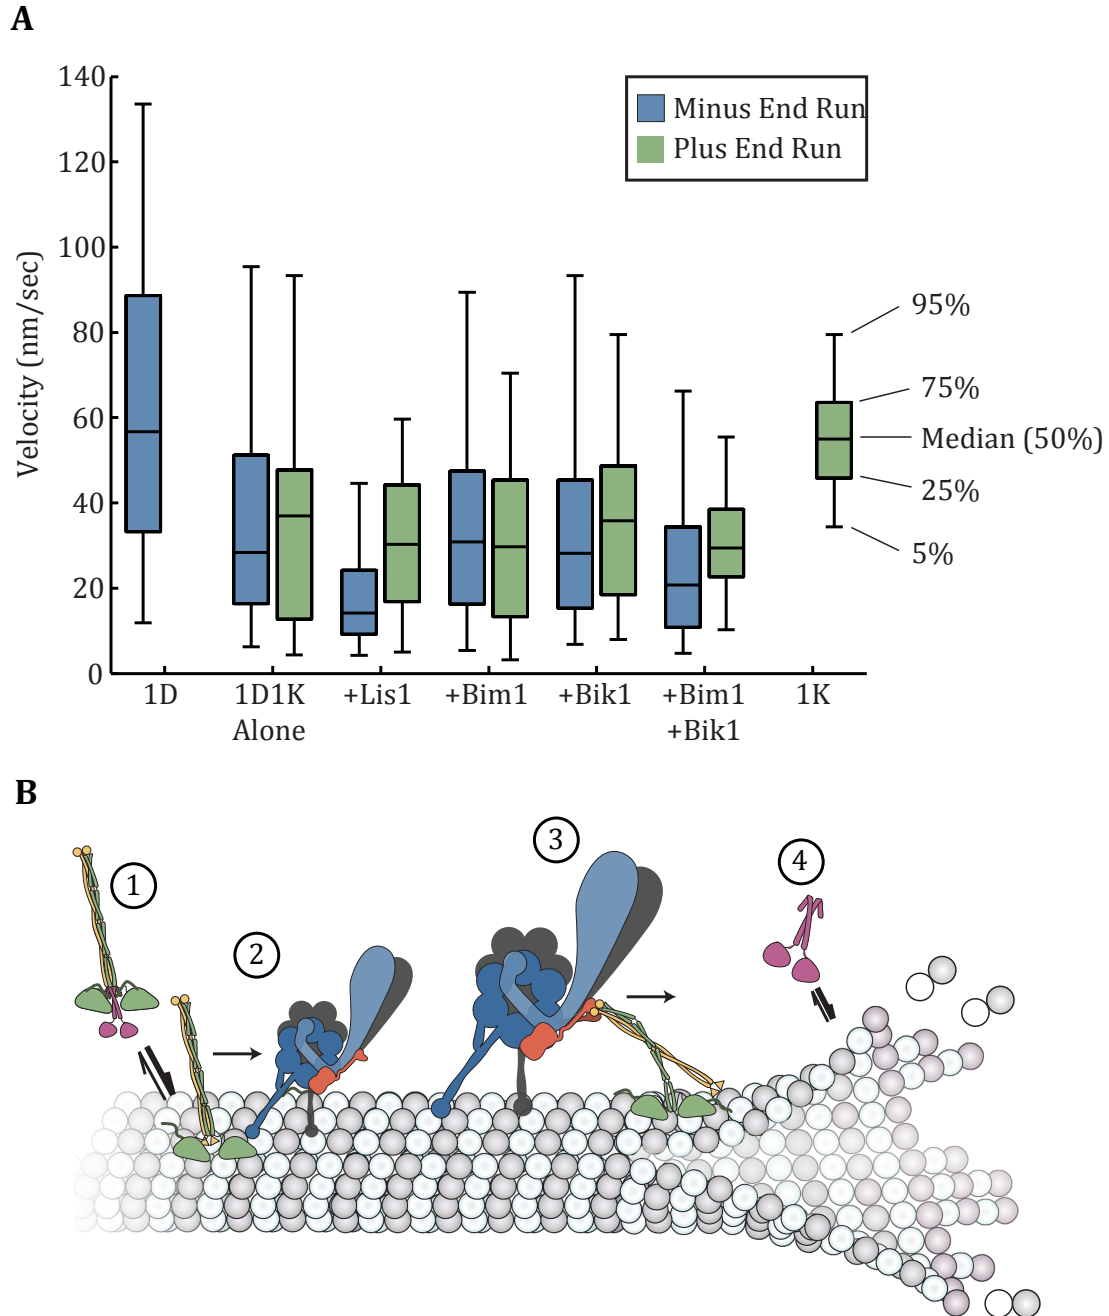 A
140
120
100
80
60
40
20
0
Velocity (nm/sec)
Minus End Run
Plus End Run
95%
75%
Median (50%)
25%
5%
1D
1D1K
Alone
+Lis1
+Bim1
+Bik1
+Bim1
+Bik1
1K
B
1
2
3
4